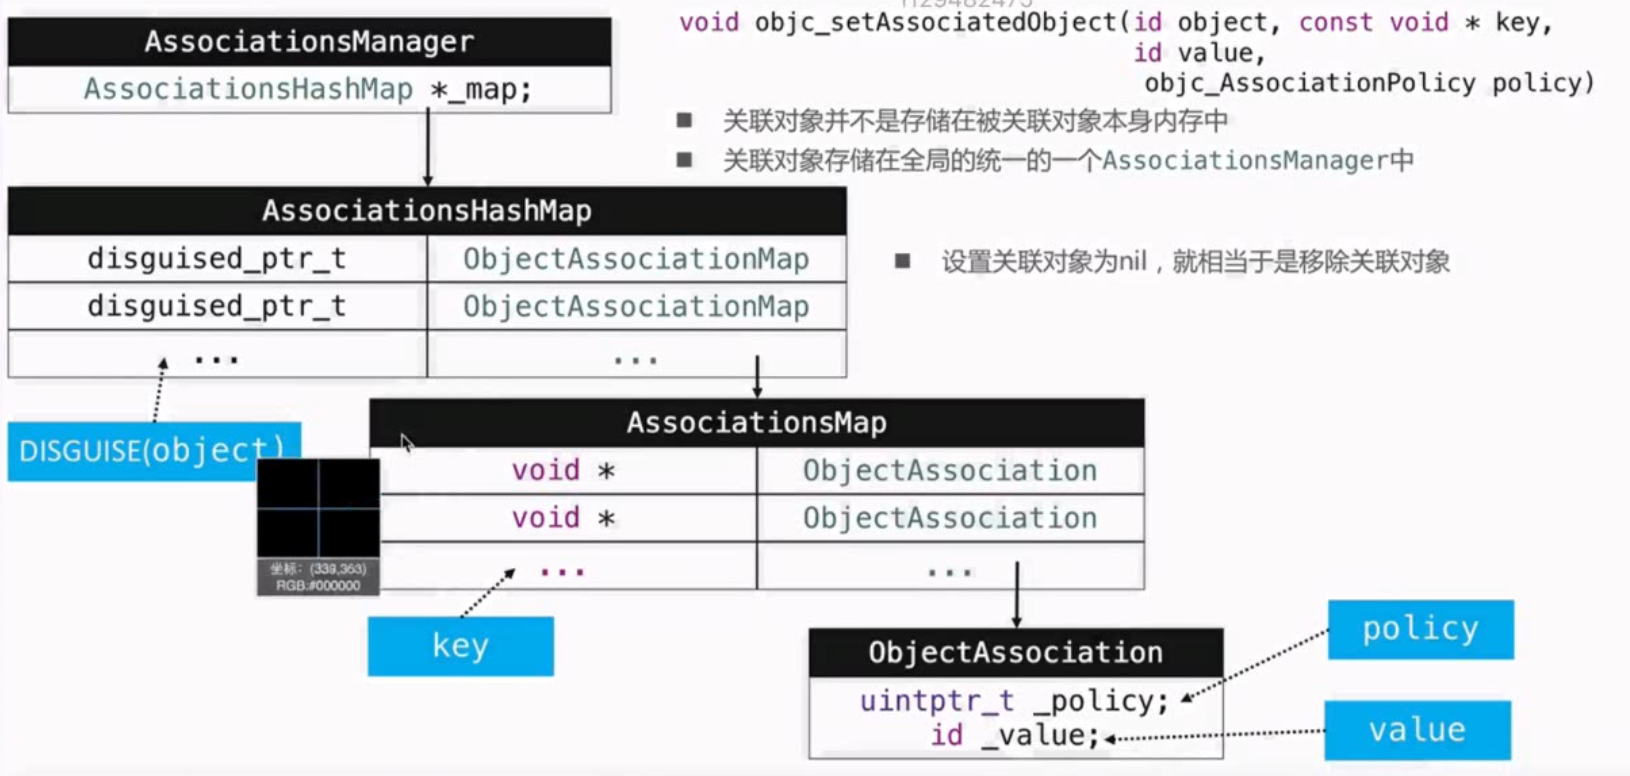 AssociationsManager
AssociationsHashMap *_map;
void objc_setAssociatedObject(id object, const void * key,
id value,
objc_AssociationPolicy policy)
■ 关联对象并不是存储在被关联对象本身内存中
■ 关联对象存储在全局的统一的一个AssociationsManager中
AssociationsHashMap
disguised_ptr_t ObjectAssociationMap
disguised_ptr_t ObjectAssociationMap
... ...
■ 设置关联对象为nil，就相当于是移除关联对象
DISGUISE(object)
AssociationsMap
void * ObjectAssociation
void * ObjectAssociation
... ...
坐标: (339,363)
RGB:#000000
key
ObjectAssociation
uintptr_t _policy;
id _value;
policy
value